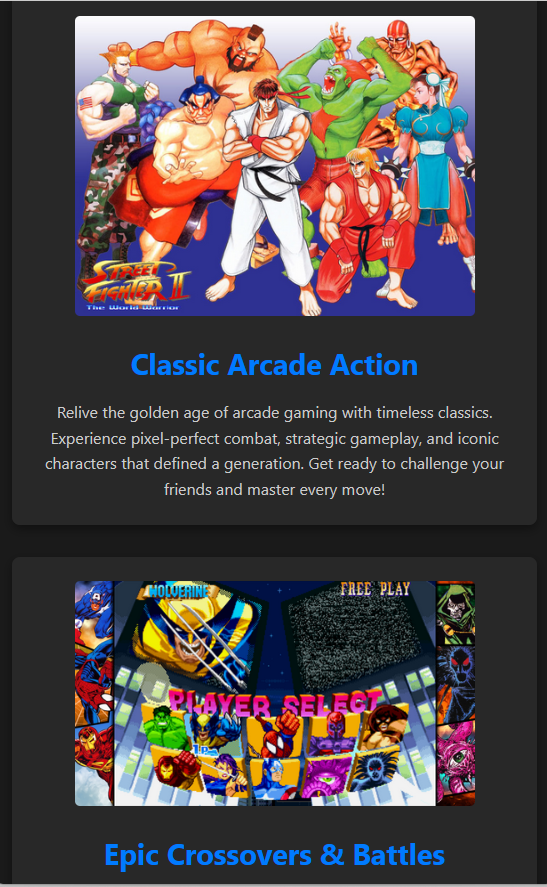 STREET
FIGHTER II
The World Warrior
Classic Arcade Action
Relive the golden age of arcade gaming with timeless classics.
Experience pixel-perfect combat, strategic gameplay, and iconic
characters that defined a generation. Get ready to challenge your
friends and master every move!
WOLVERINE
FREE PLAY
PLAYER SELECT
1P
Epic Crossovers & Battles